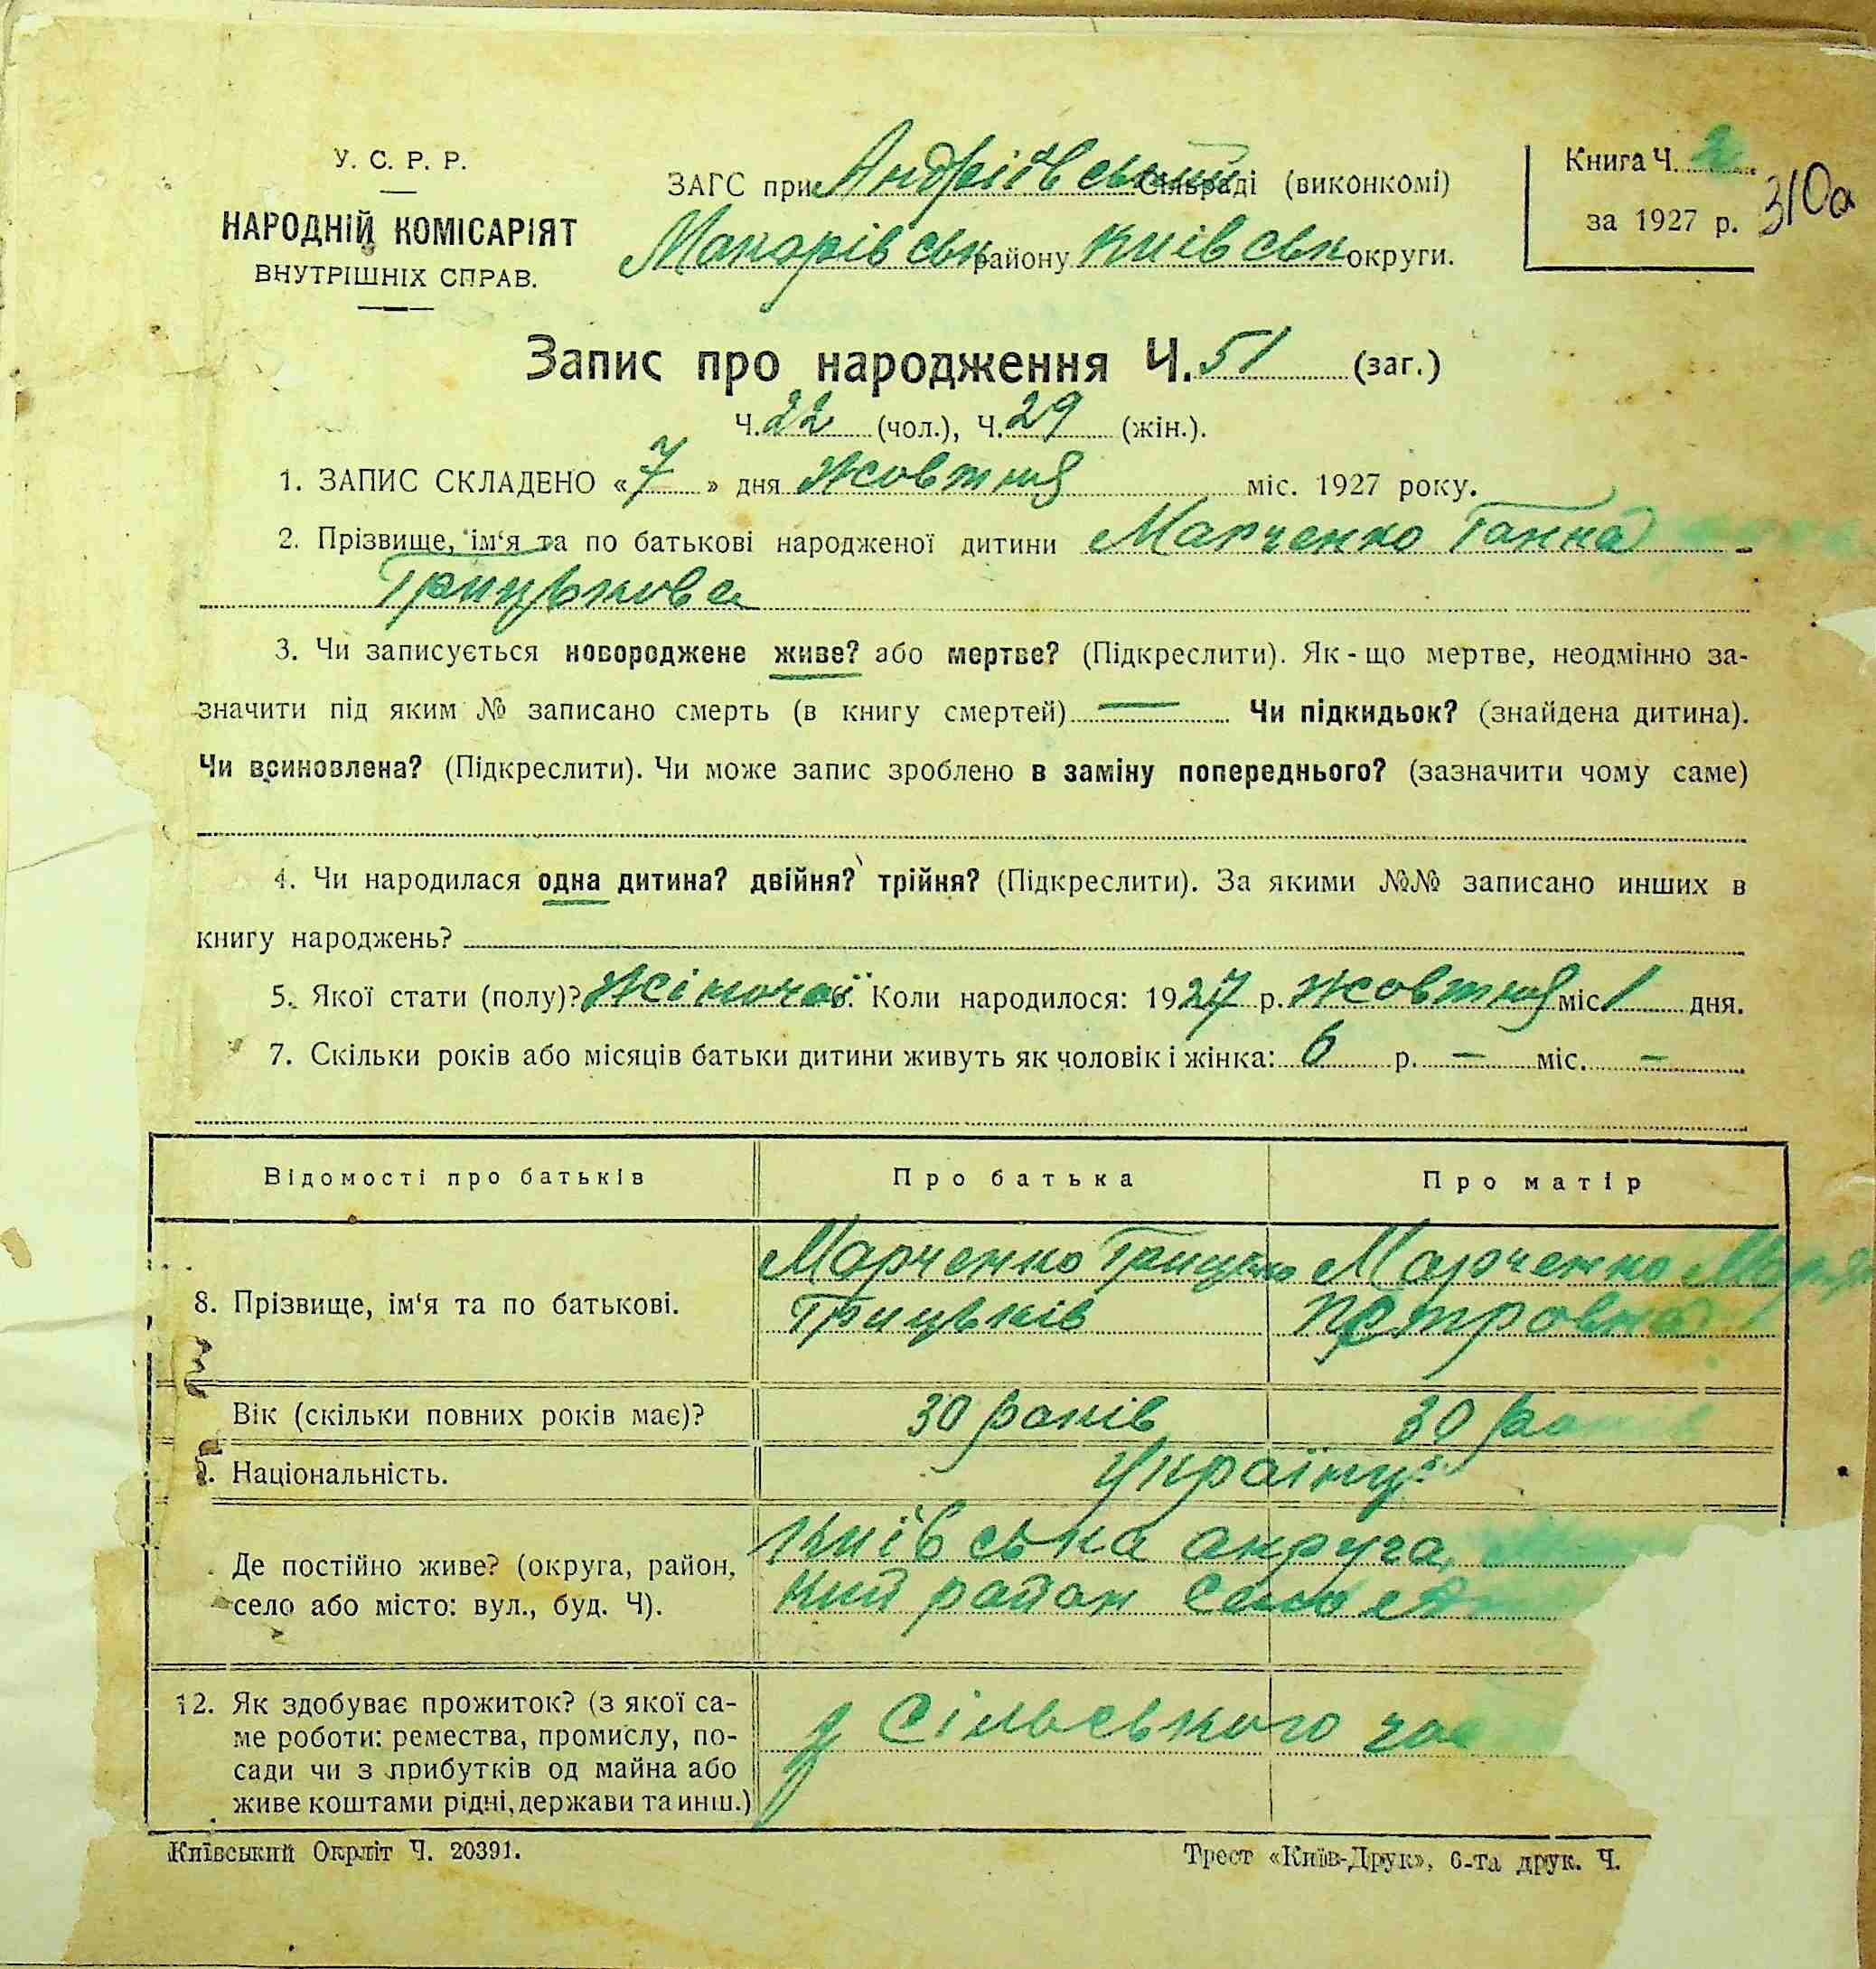 У. С. Р. Р.
НАРОДНІЙ КОМІСАРІЯТ
ВНУТРІШНІХ СПРАВ.
ЗАГС при Андріївській сільраді (виконкомі)
Макарівськ району Київськ округи.
Книга Ч. 2
за 1927 р.
310а
Запис про народження Ч. 51 (заг.)
Ч. 22 (чол.), Ч. 29 (жін.).
1. ЗАПИС СКЛАДЕНО «7» дня жовтня міс. 1927 року.
2. Прізвище, ім‘я та по батькові народженої дитини Марченко Ганна
Грицькова
3. Чи записується новороджене живе? або мертве? (Підкреслити). Як-що мертве, неодмінно за-
значити під яким № записано смерть (в книгу смертей) — Чи підкидьок? (знайдена дитина).
Чи всиновлена? (Підкреслити). Чи може запис зроблено в заміну попереднього? (зазначити чому саме)
4. Чи народилася одна дитина? двійня? трійня? (Підкреслити). За якими №№ записано инших в
книгу народжень?
5. Якої стати (полу)? Жіночої. Коли народилося: 1927 р. жовтня міс 1 дня.
7. Скільки років або місяців батьки дитини живуть як чоловік і жінка: 6 р. — міс. —
Відомості про батьків Про батька Про матір
8. Прізвище, ім‘я та по батькові.
Марченко Грицько
Грицьків
Марченко
Петровна
Вік (скільки повних років має)? 30 раків 30
Національність. Українці
Де постійно живе? (округа, район,
село або місто: вул., буд. Ч).
Київська округа,
кий район село
12. Як здобуває прожиток? (з якої са-
ме роботи: ремества, промислу, по-
сади чи з прибутків од майна або
живе коштами рідні, держави та инш.)
з сільського
Київський Окрліт Ч. 20391.
Трест «Київ-Друк», 6-та друк. Ч.